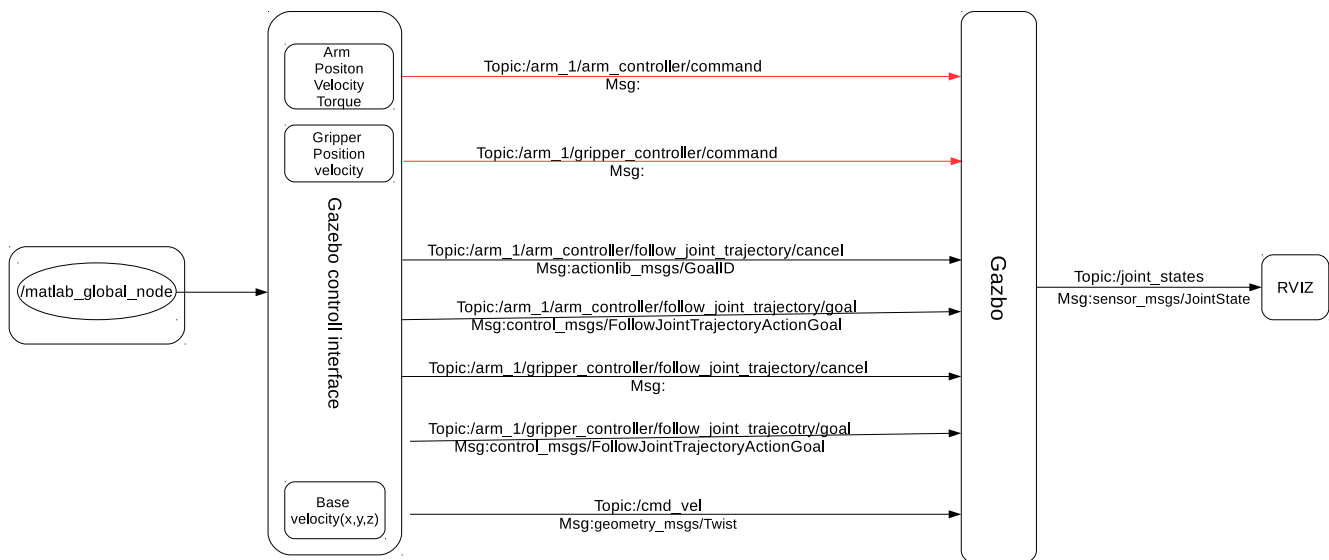 Arm
Positon
Velocity
Torque
Topic:/arm_1/arm_controller/command
Msg:
Gripper
Position
velocity
Topic:/arm_1/gripper_controller/command
Msg:
/matlab_global_node
Gazebo controll interface
Topic:/arm_1/arm_controller/follow_joint_trajectory/cancel
Msg:actionlib_msgs/GoalID
Topic:/arm_1/arm_controller/follow_joint_trajectory/goal
Msg:control_msgs/FollowJointTrajectoryActionGoal
Topic:/arm_1/gripper_controller/follow_joint_trajectory/cancel
Msg:
Topic:/arm_1/gripper_controller/follow_joint_trajecotry/goal
Msg:control_msgs/FollowJointTrajectoryActionGoal
Base
velocity(x,y,z)
Topic:/cmd_vel
Msg:geometry_msgs/Twist
Gazbo
Topic:/joint_states
Msg:sensor_msgs/JointState
RVIZ